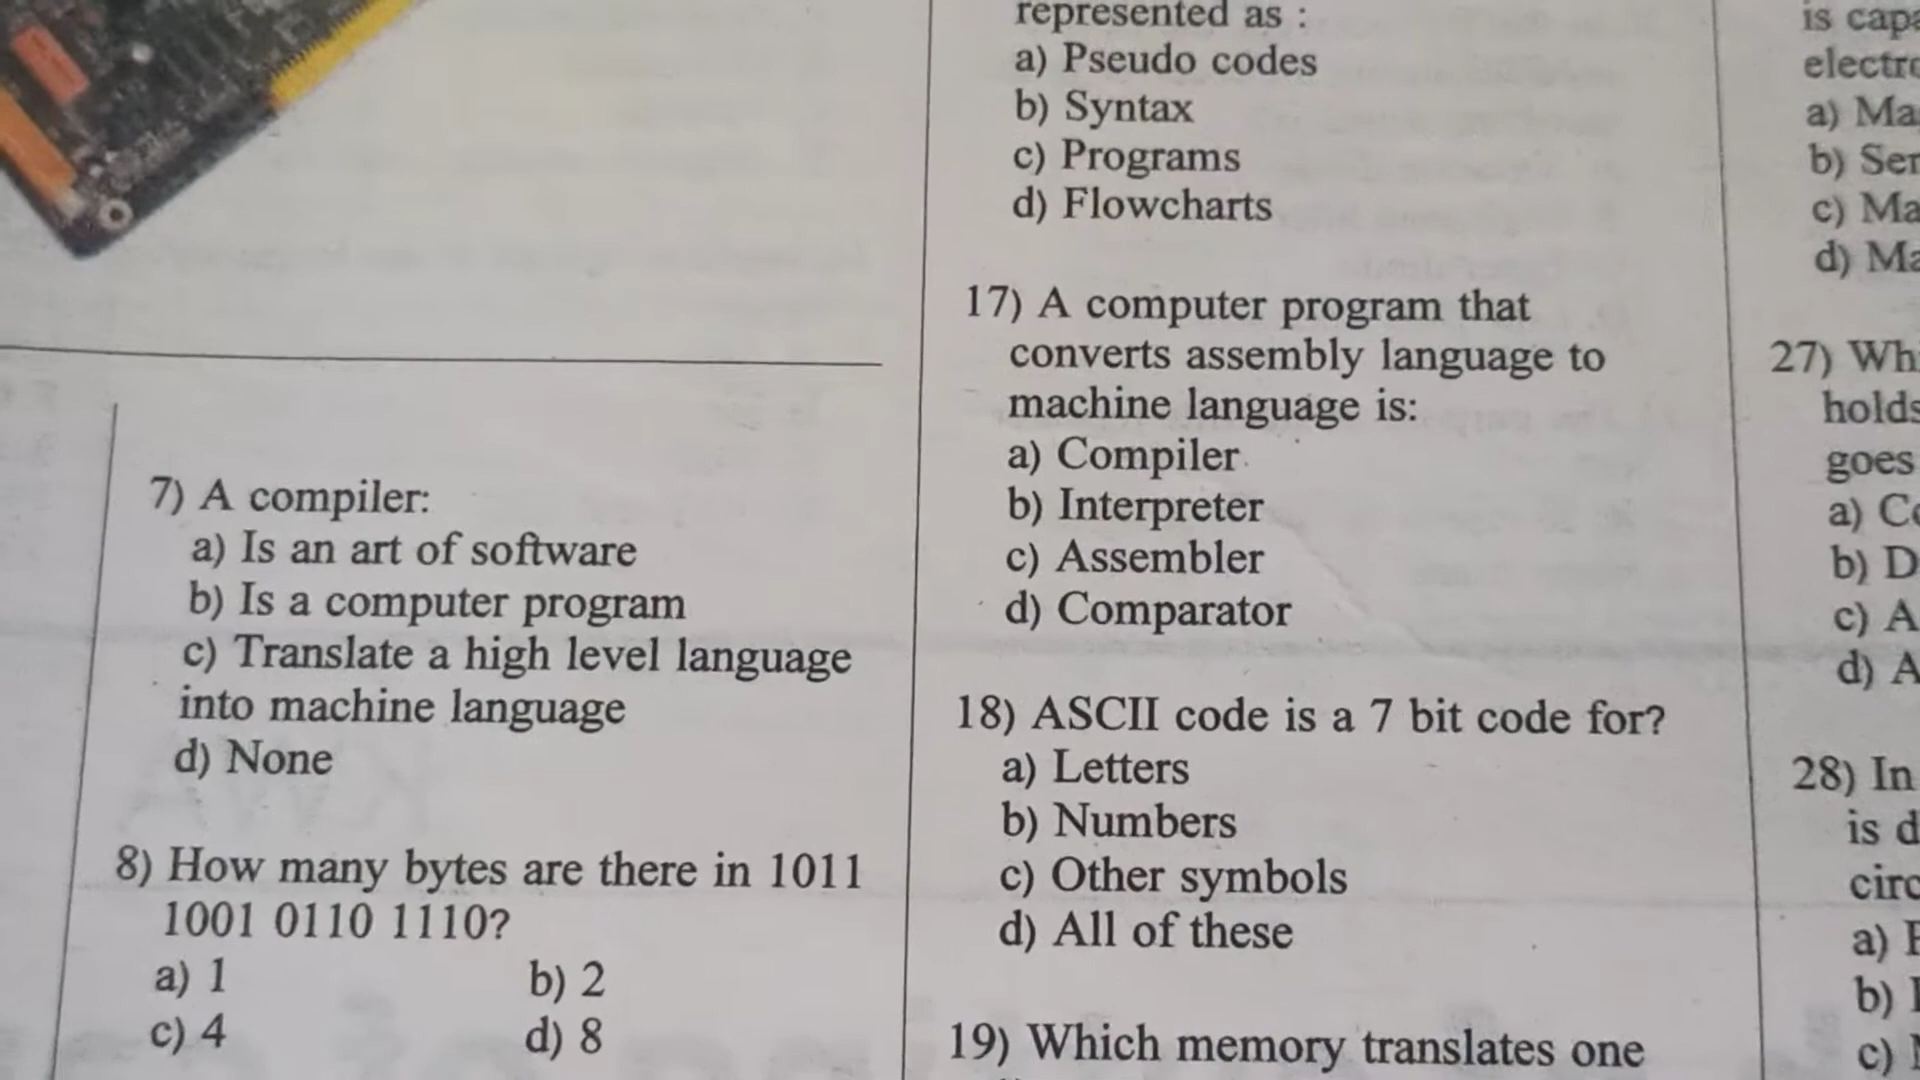 7) A compiler:
a) Is an art of software
b) Is a computer program
c) Translate a high level language
into machine language
d) None
8) How many bytes are there in 1011
1001 0110 1110?
a) 1 b) 2
c) 4 d) 8
represented as :
a) Pseudo codes
b) Syntax
c) Programs
d) Flowcharts
17) A computer program that
converts assembly language to
machine language is:
a) Compiler
b) Interpreter
c) Assembler
d) Comparator
18) ASCII code is a 7 bit code for?
a) Letters
b) Numbers
c) Other symbols
d) All of these
19) Which memory translates one
is
a)
b)
c)
d)
27)
goes
a)
b)
c)
d)
28) In
is
a)
b)
c)